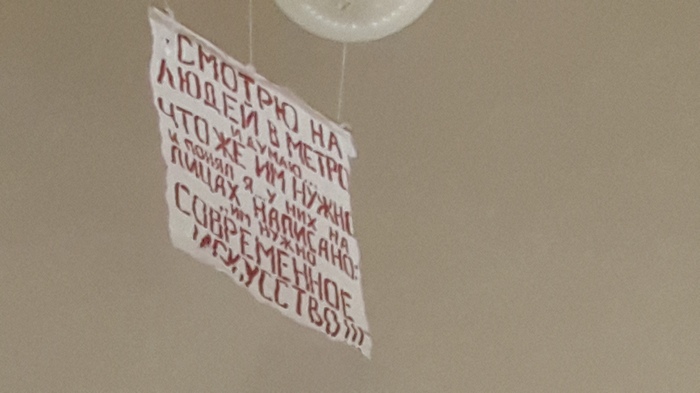 СМОТРЮ НА
ЛЮДЕЙ В МЕТРО
И ДУМАЮ...
ЧТО ЖЕ ИМ НУЖНО
И ПОНЯЛ Я У НИХ НА
ЛИЦАХ НАПИСАНО:
"ИМ НУЖНО
СОВРЕМЕННОЕ
ИСКУССТВО!!!